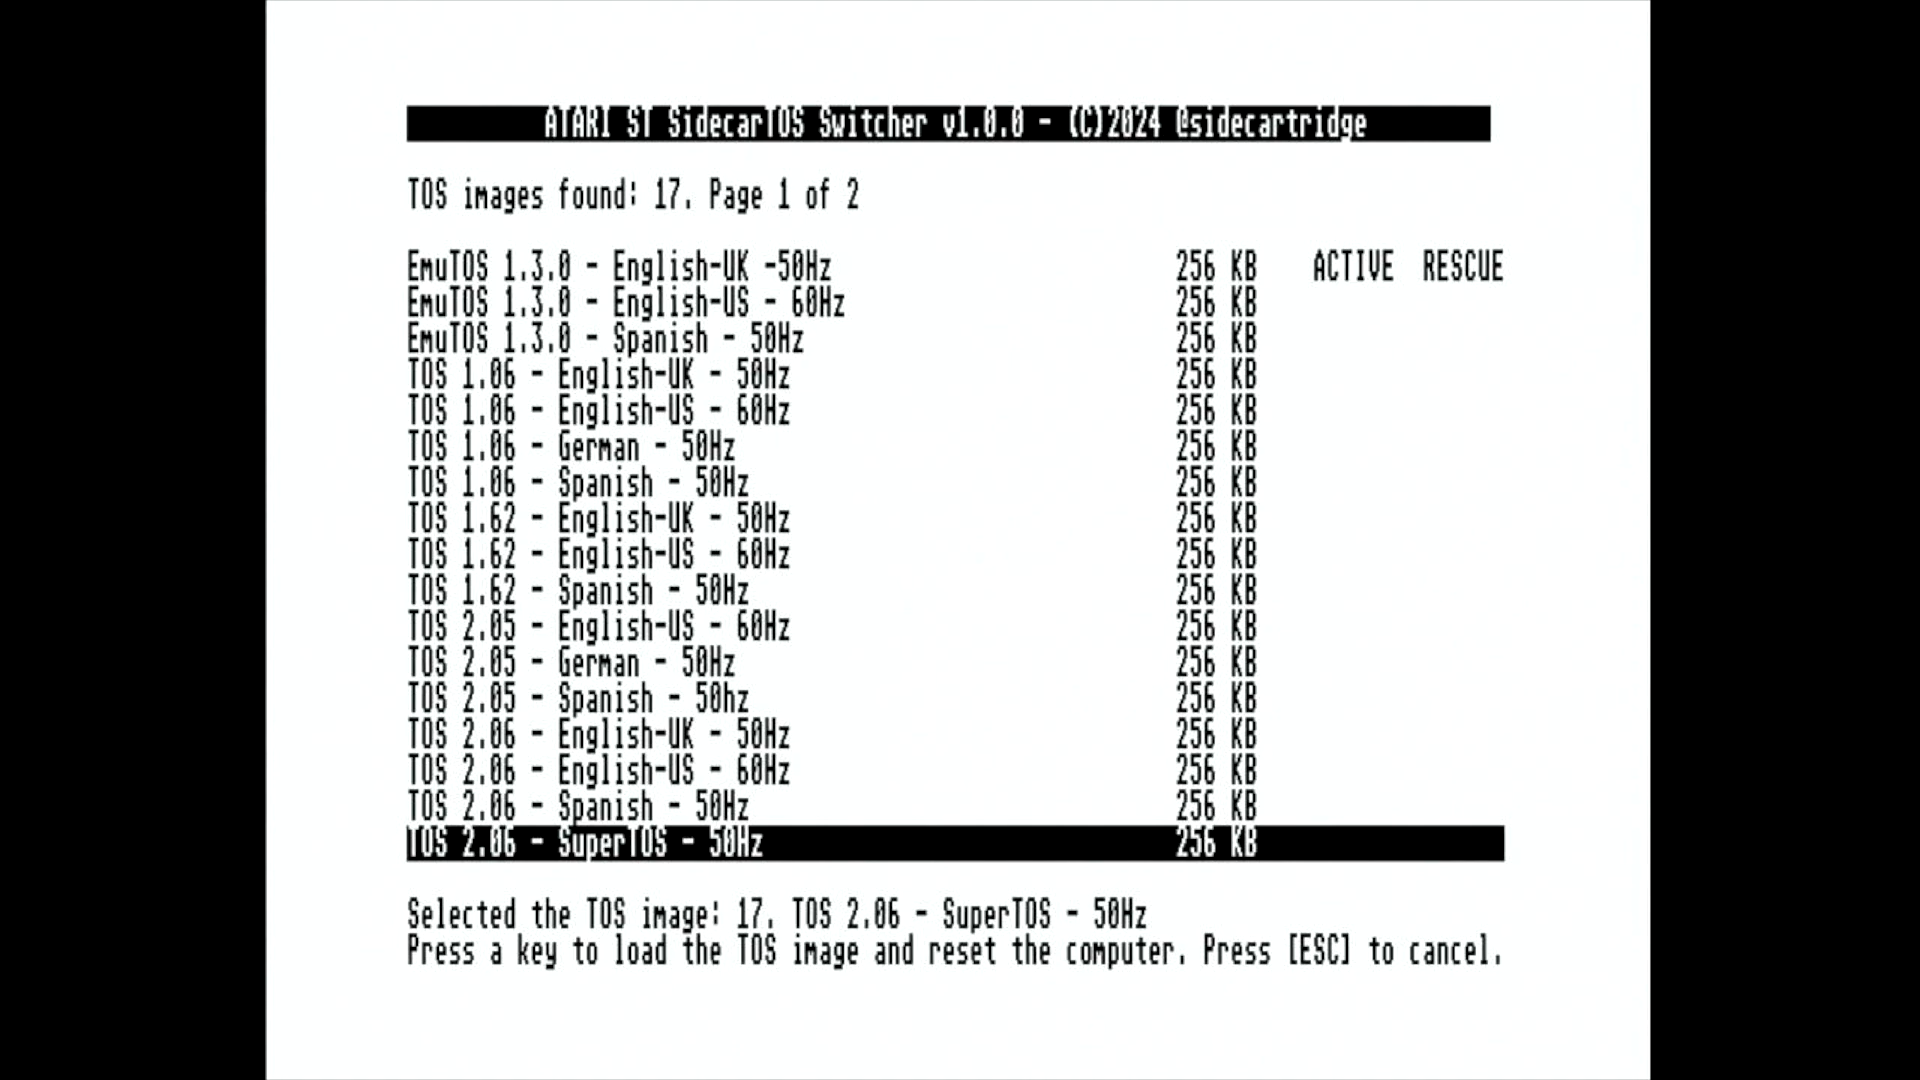 ATARI ST SidecarTOS Switcher v1.0.0 - (C)2024 @sidecartridge
TOS images found: 17. Page 1 of 2
EmuTOS 1.3.0 - English-UK -50Hz 256 KB ACTIVE RESCUE
EmuTOS 1.3.0 - English-US - 60Hz 256 KB
EmuTOS 1.3.0 - Spanish - 50Hz 256 KB
TOS 1.06 - English-UK - 50Hz 256 KB
TOS 1.06 - English-US - 60Hz 256 KB
TOS 1.06 - German - 50Hz 256 KB
TOS 1.06 - Spanish - 50Hz 256 KB
TOS 1.62 - English-UK - 50Hz 256 KB
TOS 1.62 - English-US - 60Hz 256 KB
TOS 1.62 - Spanish - 50Hz 256 KB
TOS 2.05 - English-US - 60Hz 256 KB
TOS 2.05 - German - 50Hz 256 KB
TOS 2.05 - Spanish - 50hz 256 KB
TOS 2.06 - English-UK - 50Hz 256 KB
TOS 2.06 - English-US - 60Hz 256 KB
TOS 2.06 - Spanish - 50Hz 256 KB
TOS 2.06 - SuperTOS - 50Hz 256 KB
Selected the TOS image: 17. TOS 2.06 - SuperTOS - 50Hz
Press a key to load the TOS image and reset the computer. Press [ESC] to cancel.